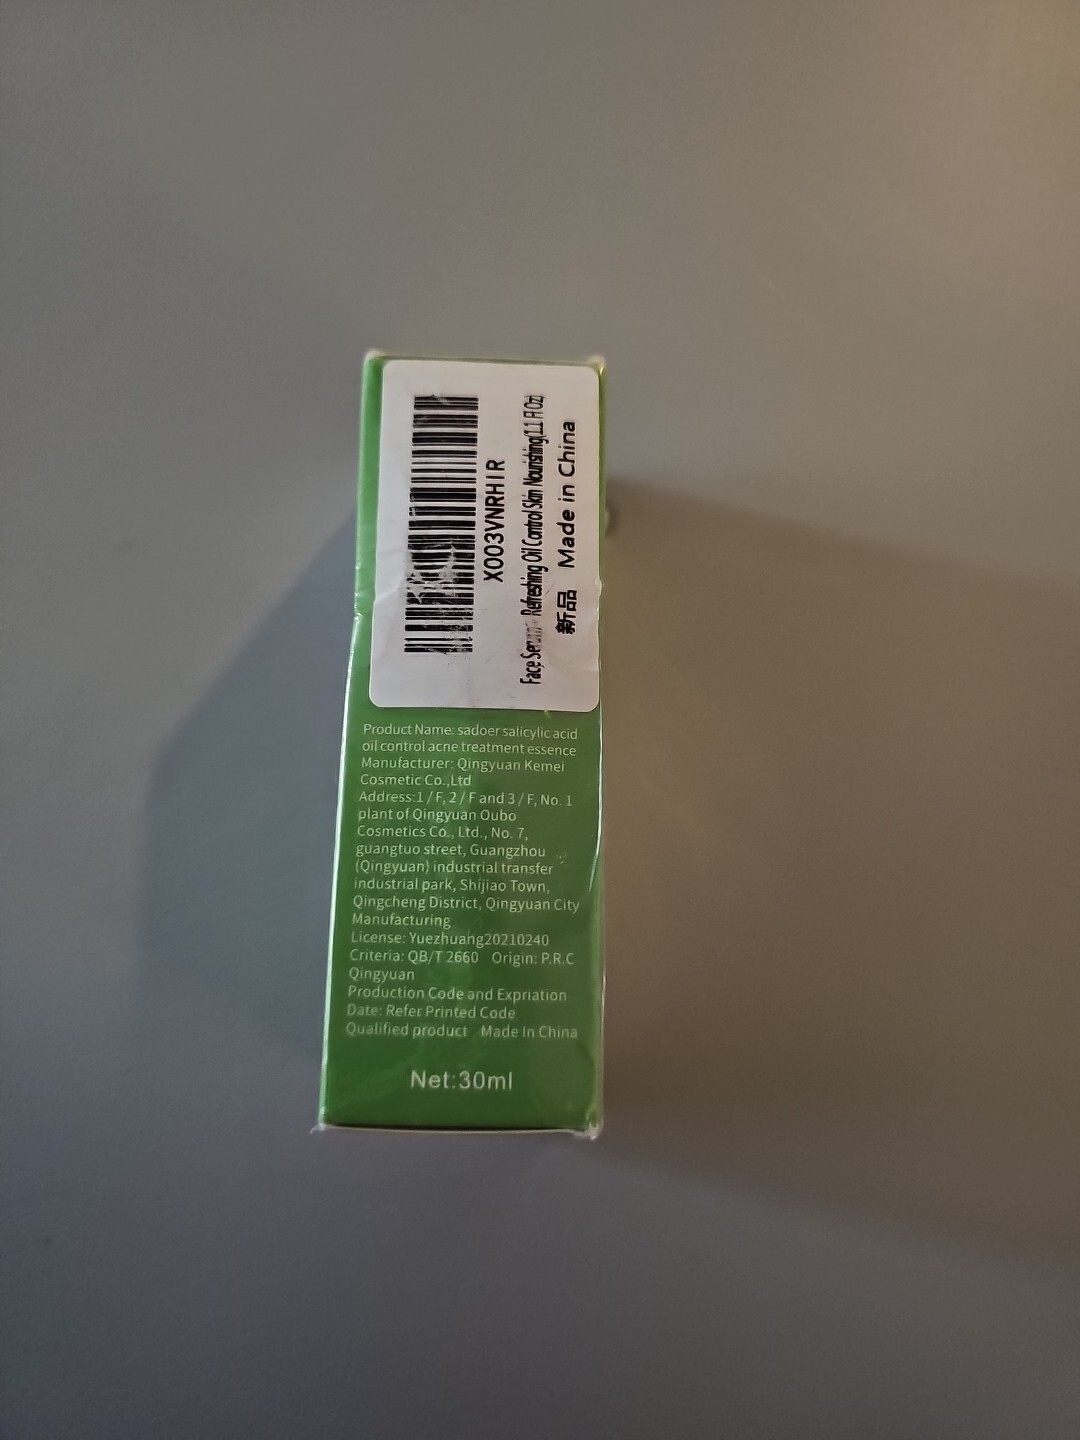 X003VNRHIR
Face Serum - Refreshing Oil Control Skin Nourishing(1.1 Fl Oz)
新品 Made in China
Product Name: sadoer salicylic acid
oil control acne treatment essence
Manufacturer: Qingyuan Kemei
Cosmetic Co.,Ltd
Address:1 / F, 2 / F and 3 / F, No. 1
plant of Qingyuan Oubo
Cosmetics Co., Ltd., No. 7,
guangtuo street, Guangzhou
(Qingyuan) industrial transfer
industrial park, Shijiao Town,
Qingcheng District, Qingyuan City
Manufacturing
License: Yuezhuang20210240
Criteria: QB/T 2660 Origin: P.R.C
Qingyuan
Production Code and Expriation
Date: Refer Printed Code
Qualified product Made In China
Net:30ml